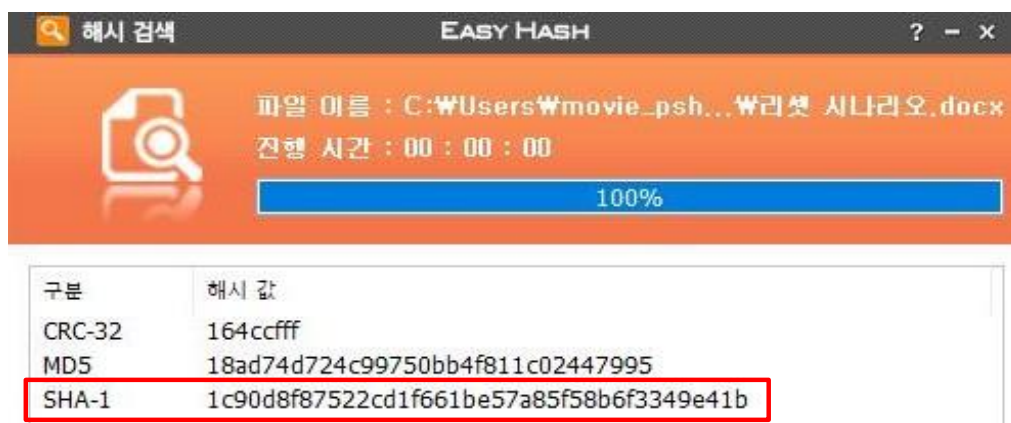 해시 검색 EASY HASH ? - x
파일 이름 : C:₩Users₩movie_psh...₩리셋 시나리오.docx
진행 시간 : 00 : 00 : 00
100%
구분 해시 값
CRC-32 164ccfff
MD5 18ad74d724c99750bb4f811c02447995
SHA-1 1c90d8f87522cd1f661be57a85f58b6f3349e41b